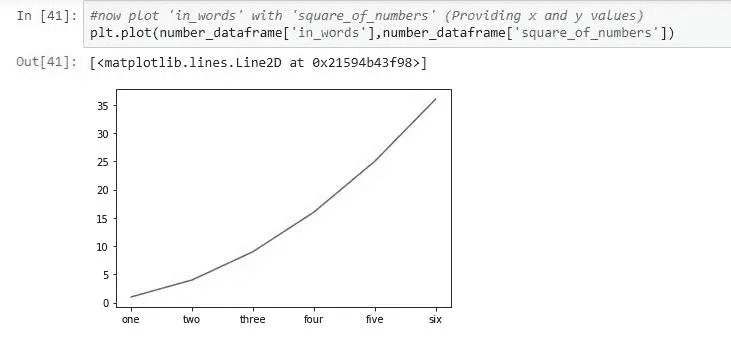 In [41]: #now plot 'in_words' with 'square_of_numbers' (Providing x and y values)
plt.plot(number_dataframe['in_words'],number_dataframe['square_of_numbers'])
Out[41]: [<matplotlib.lines.Line2D at 0x21594b43f98>]
35
30
25
20
15
10
5
0
one two three four five six